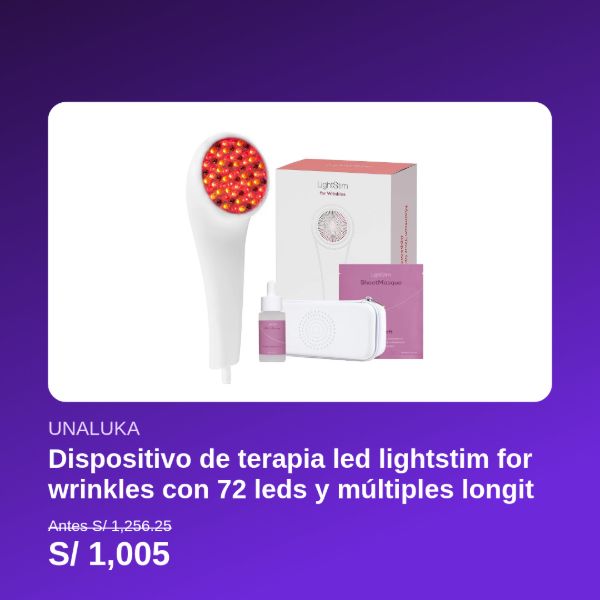 LightStim
For Wrinkles
LightStim
SheetMasque
UNALUKA
Dispositivo de terapia led lightstim for
wrinkles con 72 leds y múltiples longit
Antes S/ 1,256.25
S/ 1,005